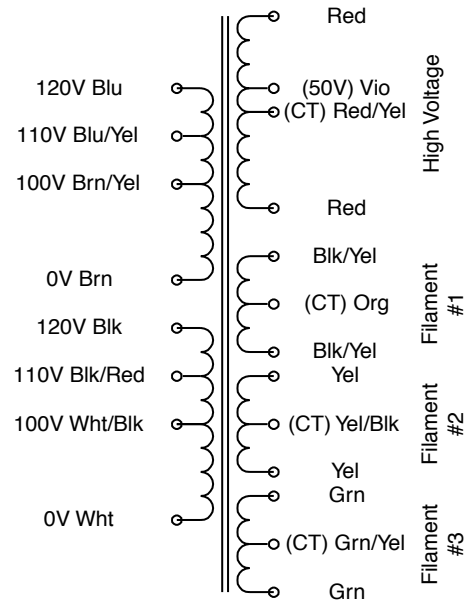 120V Blu
110V Blu/Yel
100V Brn/Yel
0V Brn
120V Blk
110V Blk/Red
100V Wht/Blk
0V Wht
Red
(50V) Vio
(CT) Red/Yel
Red
High Voltage
Blk/Yel
(CT) Org
Blk/Yel
Filament
#1
Yel
(CT) Yel/Blk
Yel
Filament
#2
Grn
(CT) Grn/Yel
Grn
Filament
#3